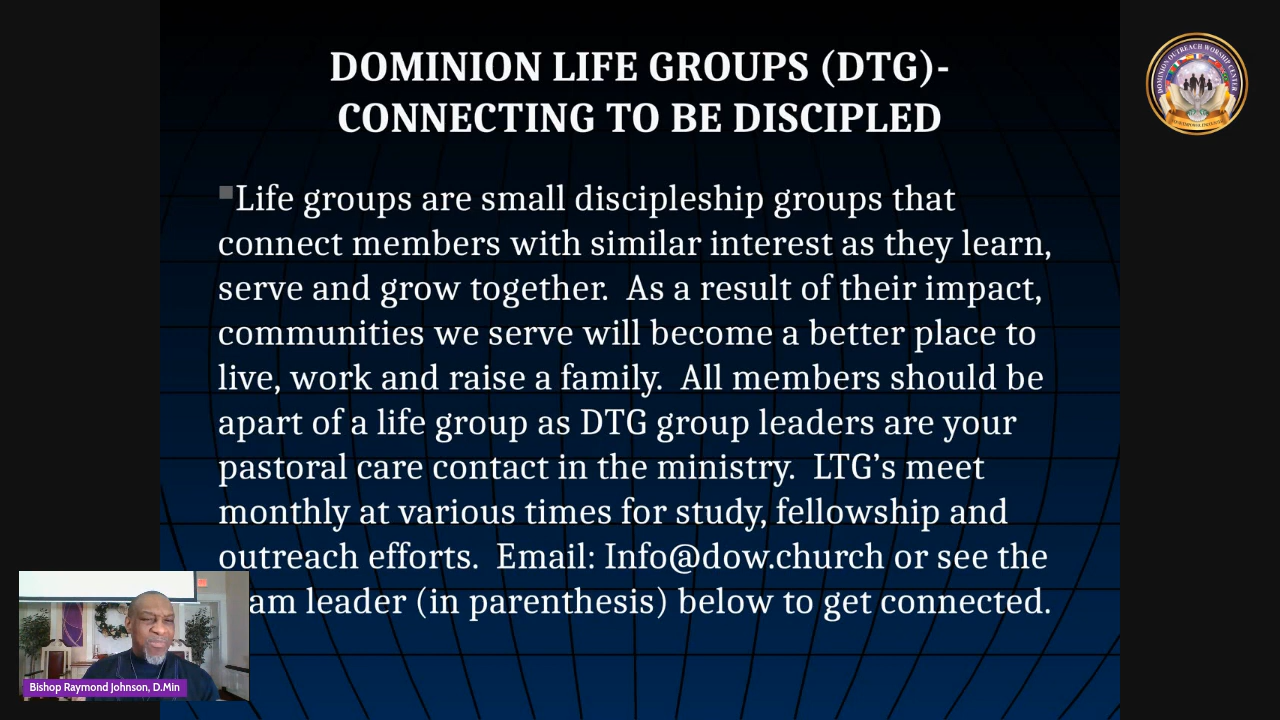 DOMINION LIFE GROUPS (DTG)-
CONNECTING TO BE DISCIPLED
Life groups are small discipleship groups that
connect members with similar interest as they learn,
serve and grow together. As a result of their impact,
communities we serve will become a better place to
live, work and raise a family. All members should be
apart of a life group as DTG group leaders are your
pastoral care contact in the ministry. LTG’s meet
monthly at various times for study, fellowship and
outreach efforts. Email: Info@dow.church or see the
am leader (in parenthesis) below to get connected.
DOMINION OUTREACH WORSHIP CENTER
Bishop Raymond Johnson, D.Min